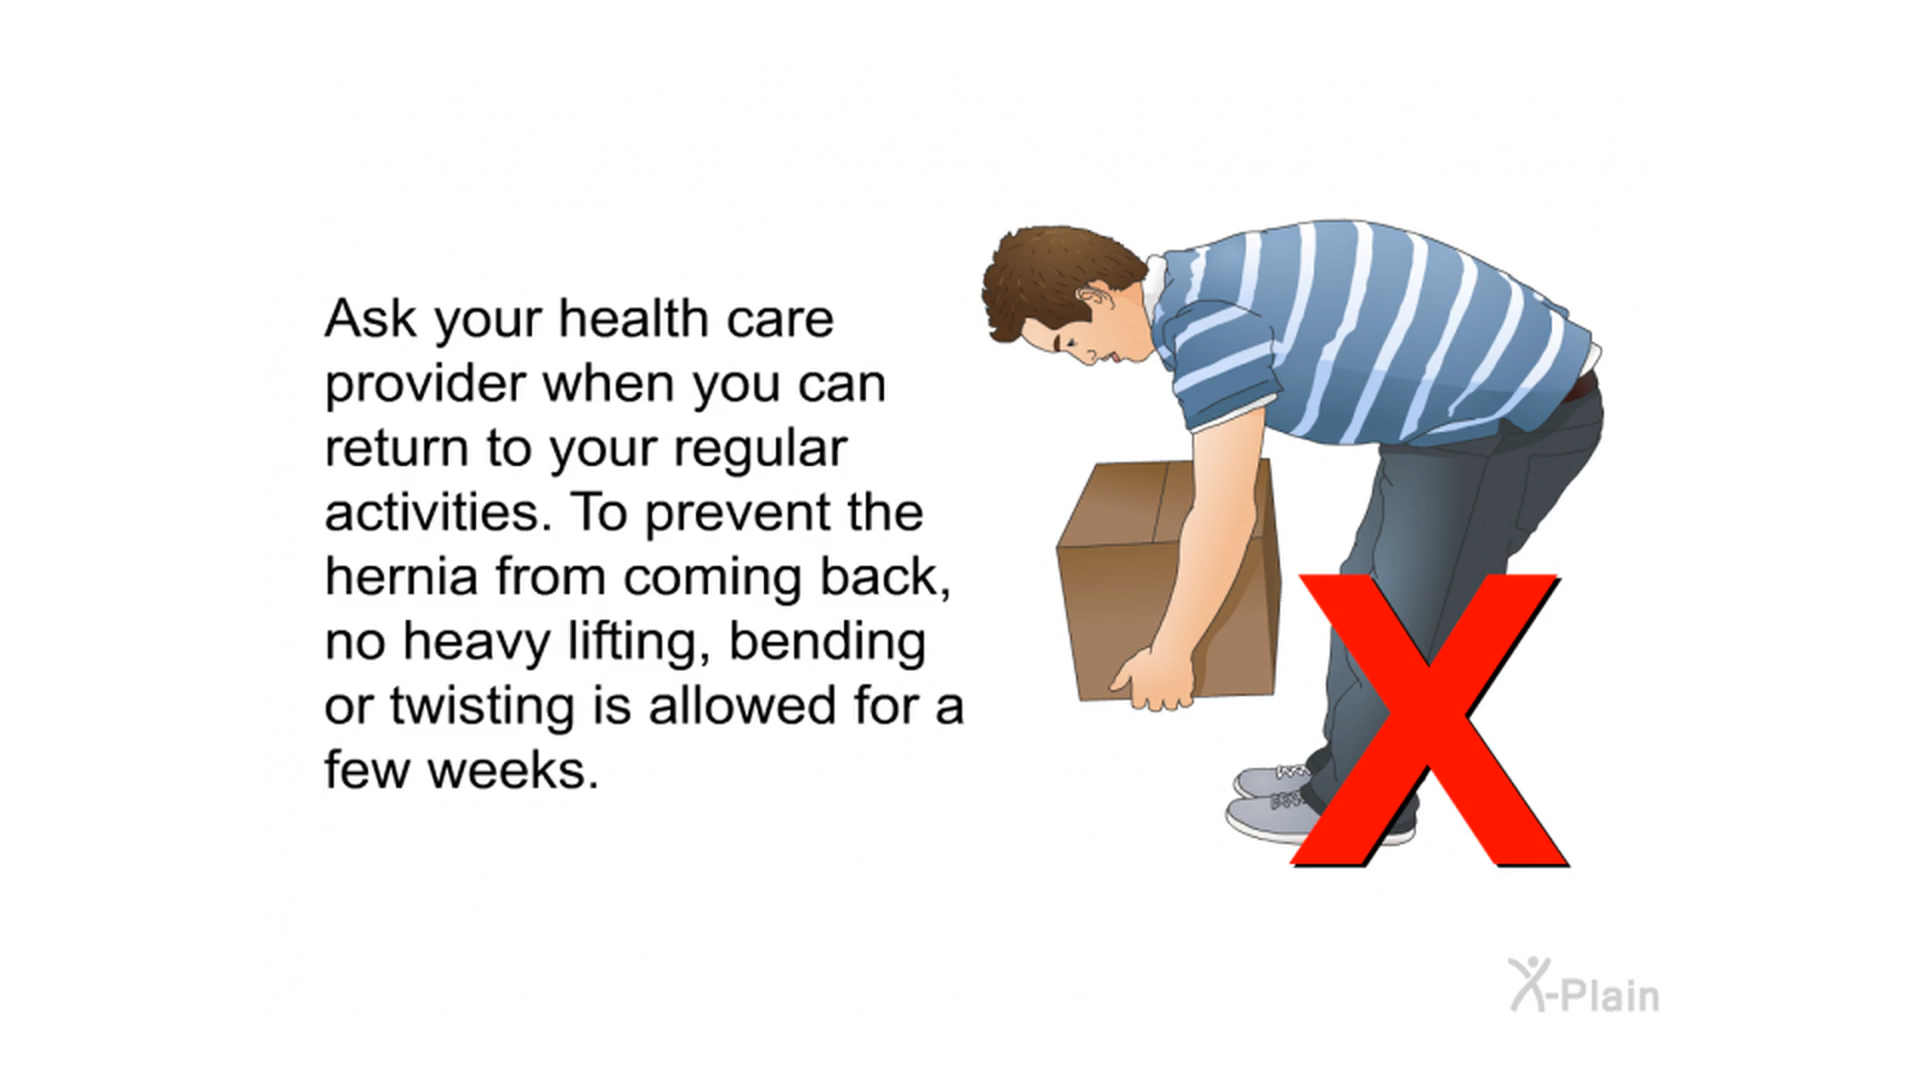 Ask your health care
provider when you can
return to your regular
activities. To prevent the
hernia from coming back,
no heavy lifting, bending
or twisting is allowed for a
few weeks.
X
X-Plain